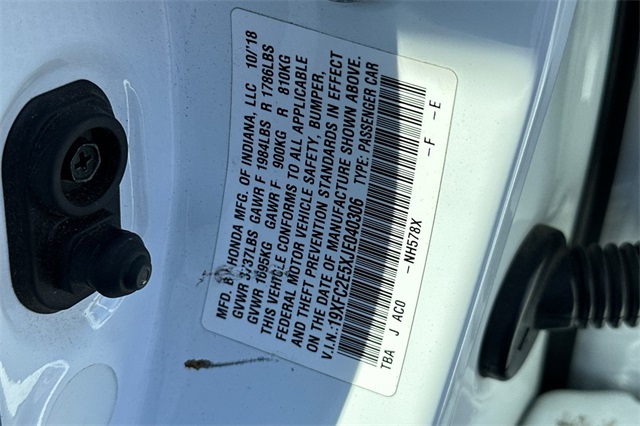 MFD. BY HONDA MFG. OF INDIANA, LLC 10/'18
GVWR 3737LBS GAWR F 1984LBS R 1786LBS
GVWR 1695KG GAWR F 900KG R 810KG
THIS VEHICLE CONFORMS TO ALL APPLICABLE
FEDERAL MOTOR VEHICLE SAFETY, BUMPER,
AND THEFT PREVENTION STANDARDS IN EFFECT
ON THE DATE OF MANUFACTURE SHOWN ABOVE.
V.I.N.:19XFC2E5XJE040306 TYPE: PASSENGER CAR
TBA J AC0 - NH578X - F - E